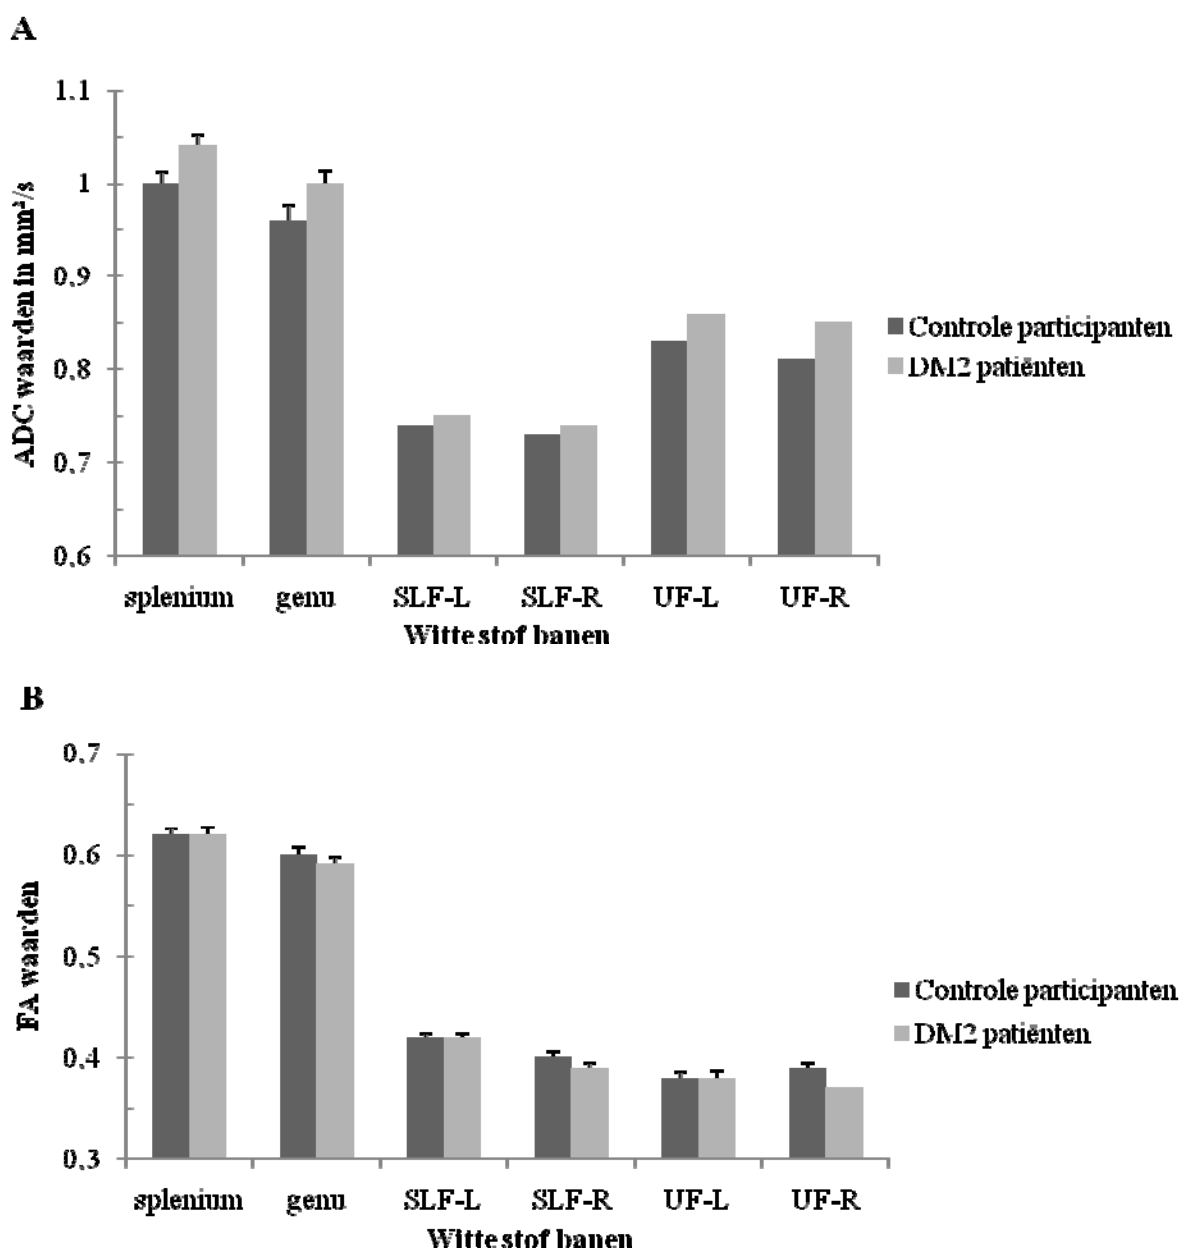 A
1.1
1
0.9
0.8
0.7
0.6
ADC waarden in mm²/s
splenium genu SLF-L SLF-R UF-L UF-R
Witte stof banen
Controle participanten
DM2 patiënten
B
0.7
0.6
0.5
0.4
0.3
FA waarden
splenium genu SLF-L SLF-R UF-L UF-R
Witte stof banen
Controle participanten
DM2 patiënten